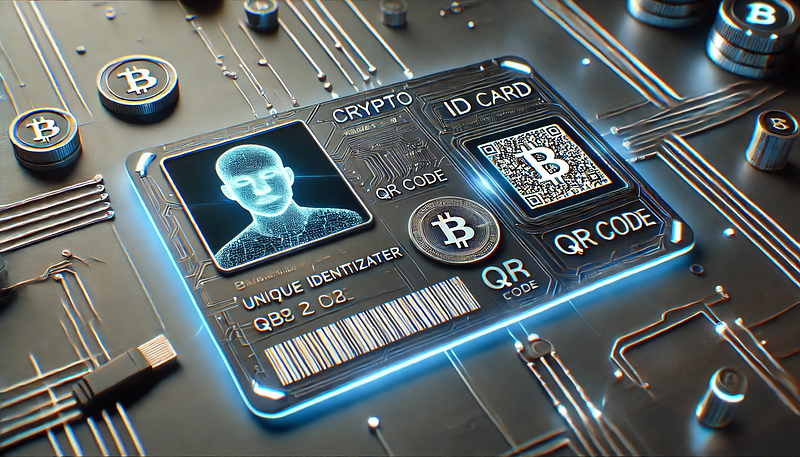 CRYPTO
ID CARD
QR CODE
QR CODE
QR
CODE
UNIQUE IDENTIZATER